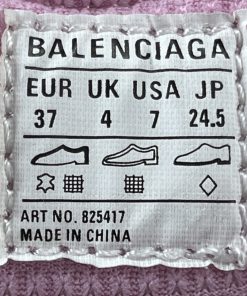 BALENCIAGA
EUR UK USA JP
37 4 7 24.5
ART NO. 825417
MADE IN CHINA